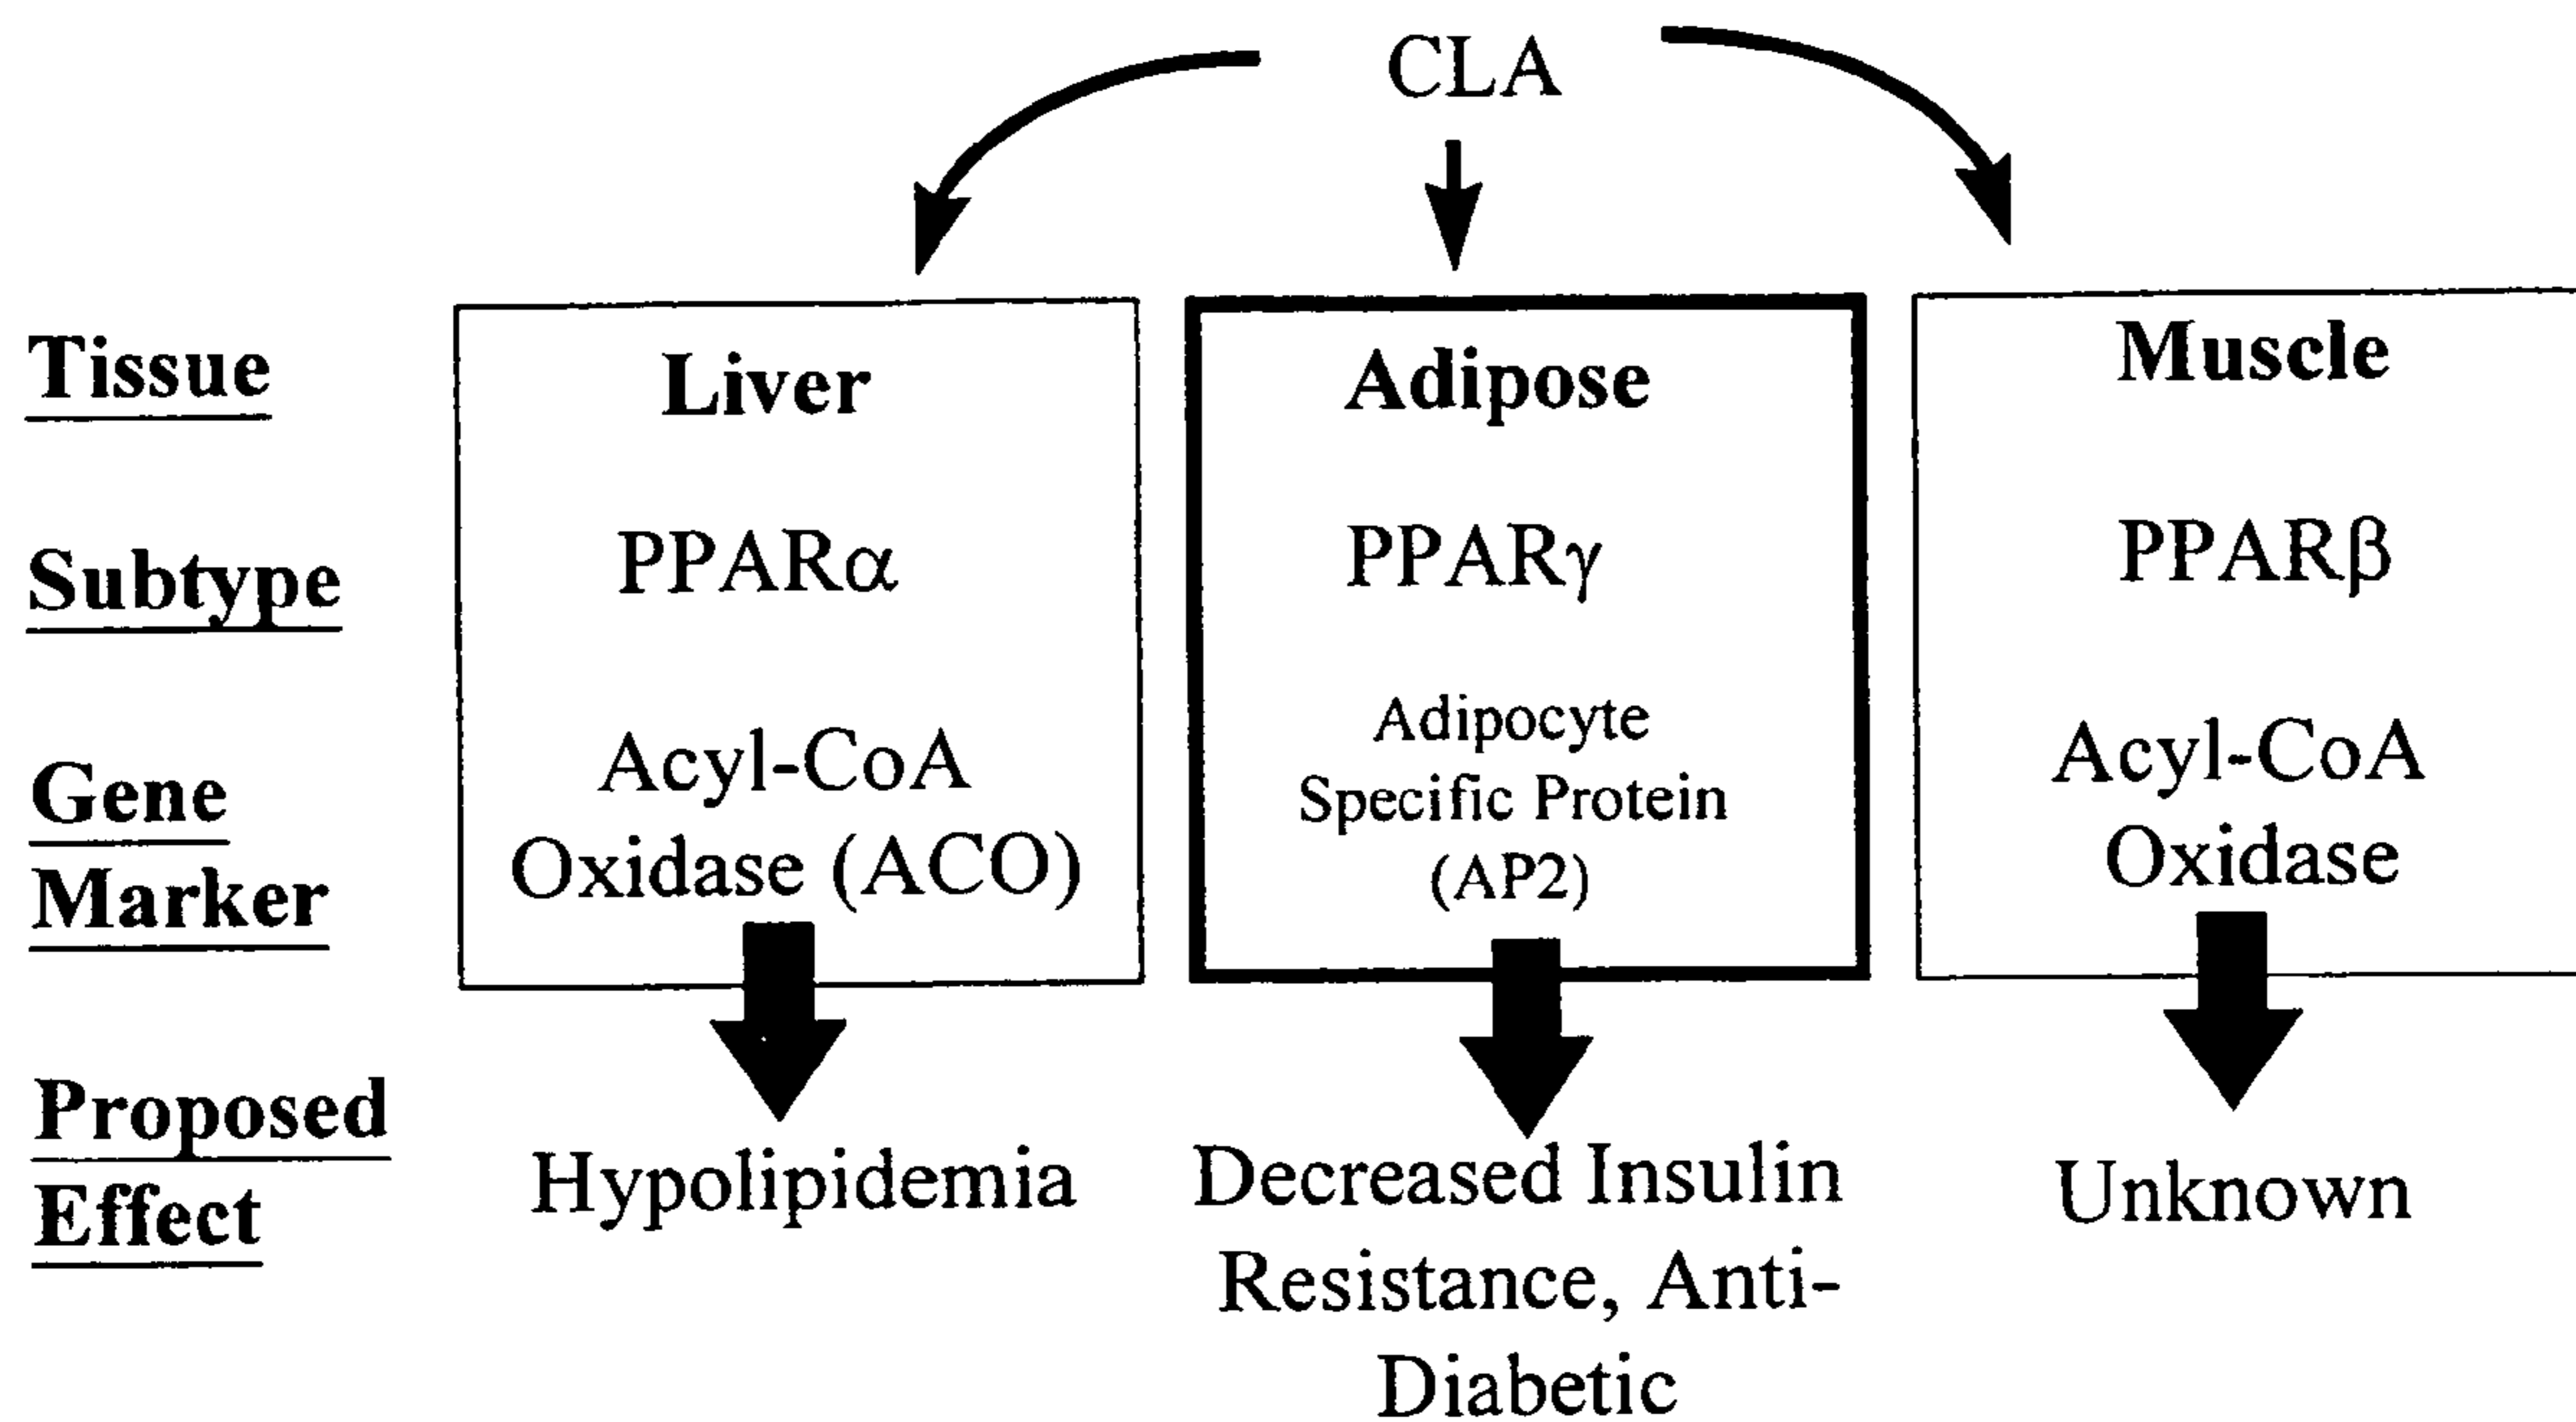 CLA
Tissue
Liver
Adipose
Muscle
Subtype
PPARα
PPARγ
PPARβ
Gene
Marker
Acyl-CoA
Oxidase (ACO)
Adipocyte
Specific Protein
(AP2)
Acyl-CoA
Oxidase
Proposed
Effect
Hypolipidemia
Decreased Insulin
Resistance, Anti-
Diabetic
Unknown